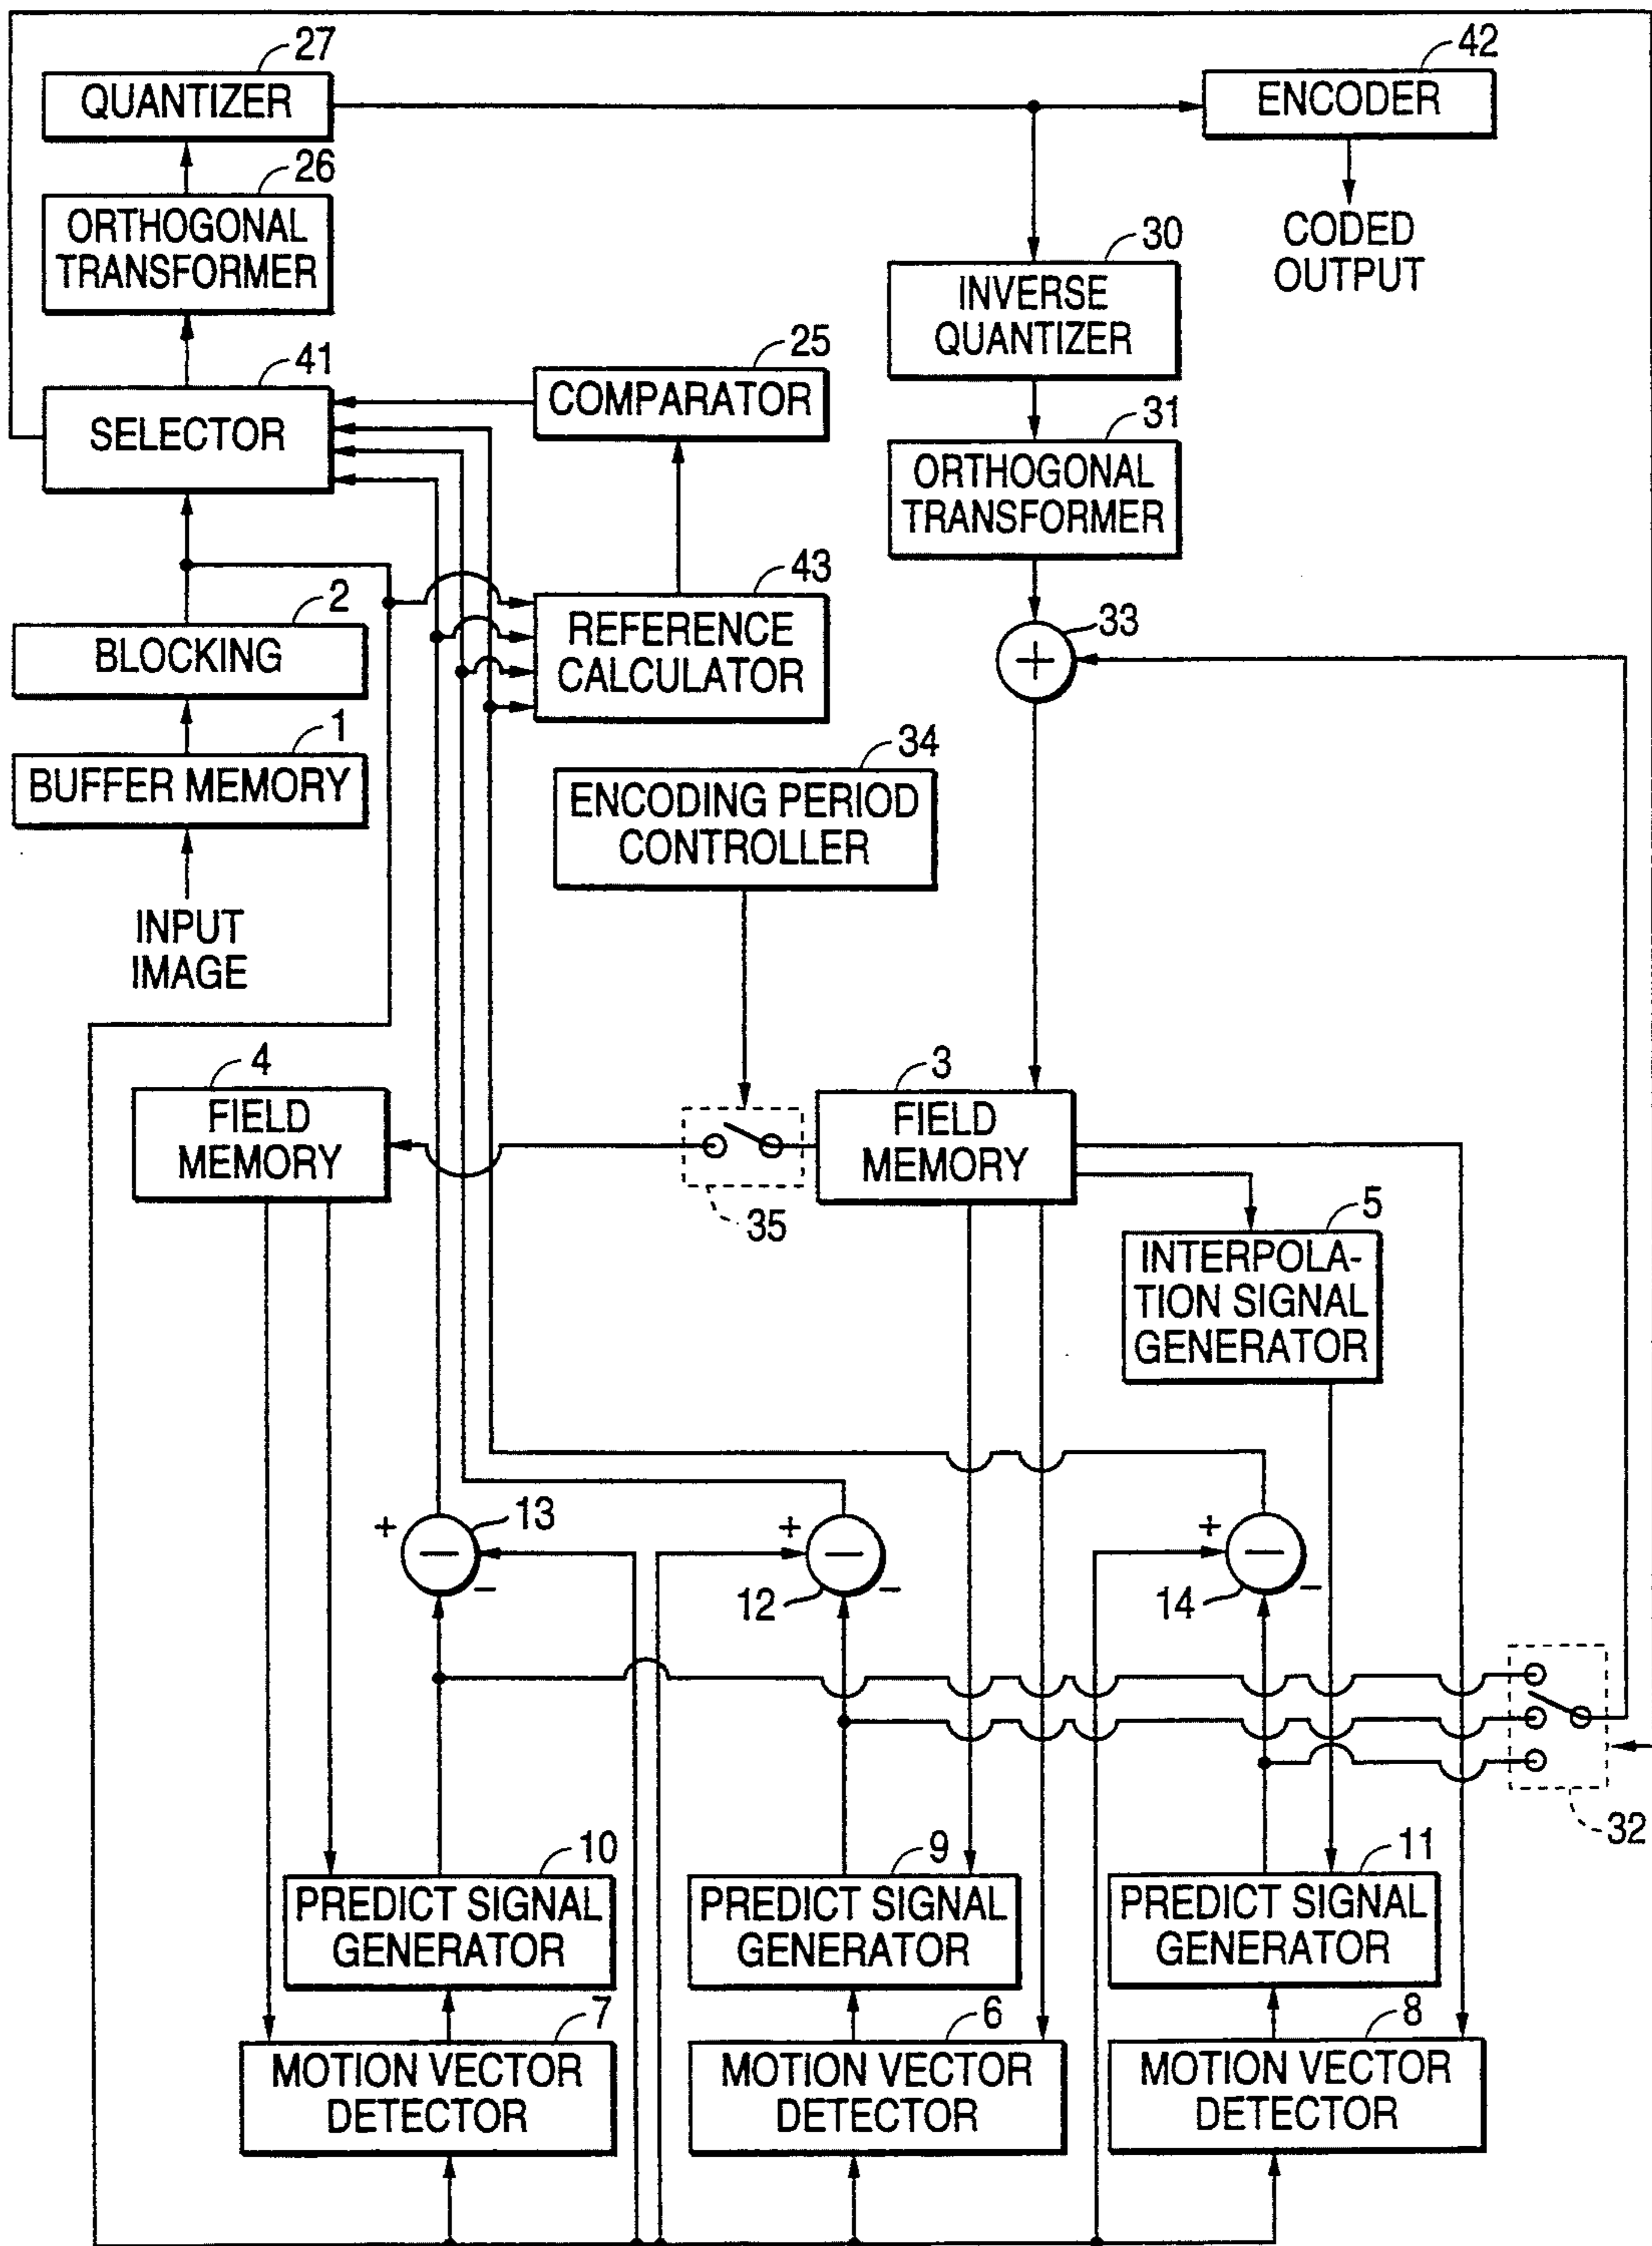 27
QUANTIZER
42
ENCODER
26
ORTHOGONAL
TRANSFORMER
CODED
OUTPUT
30
INVERSE
QUANTIZER
41
SELECTOR
25
COMPARATOR
31
ORTHOGONAL
TRANSFORMER
2
BLOCKING
43
REFERENCE
CALCULATOR
33
+
1
BUFFER MEMORY
34
ENCODING PERIOD
CONTROLLER
INPUT
IMAGE
4
FIELD
MEMORY
35
3
FIELD
MEMORY
5
INTERPOLA-
TION SIGNAL
GENERATOR
+ − 13 −
+ − 12 −
+ − 14 −
32
10
PREDICT SIGNAL
GENERATOR
9
PREDICT SIGNAL
GENERATOR
11
PREDICT SIGNAL
GENERATOR
7
MOTION VECTOR
DETECTOR
6
MOTION VECTOR
DETECTOR
8
MOTION VECTOR
DETECTOR